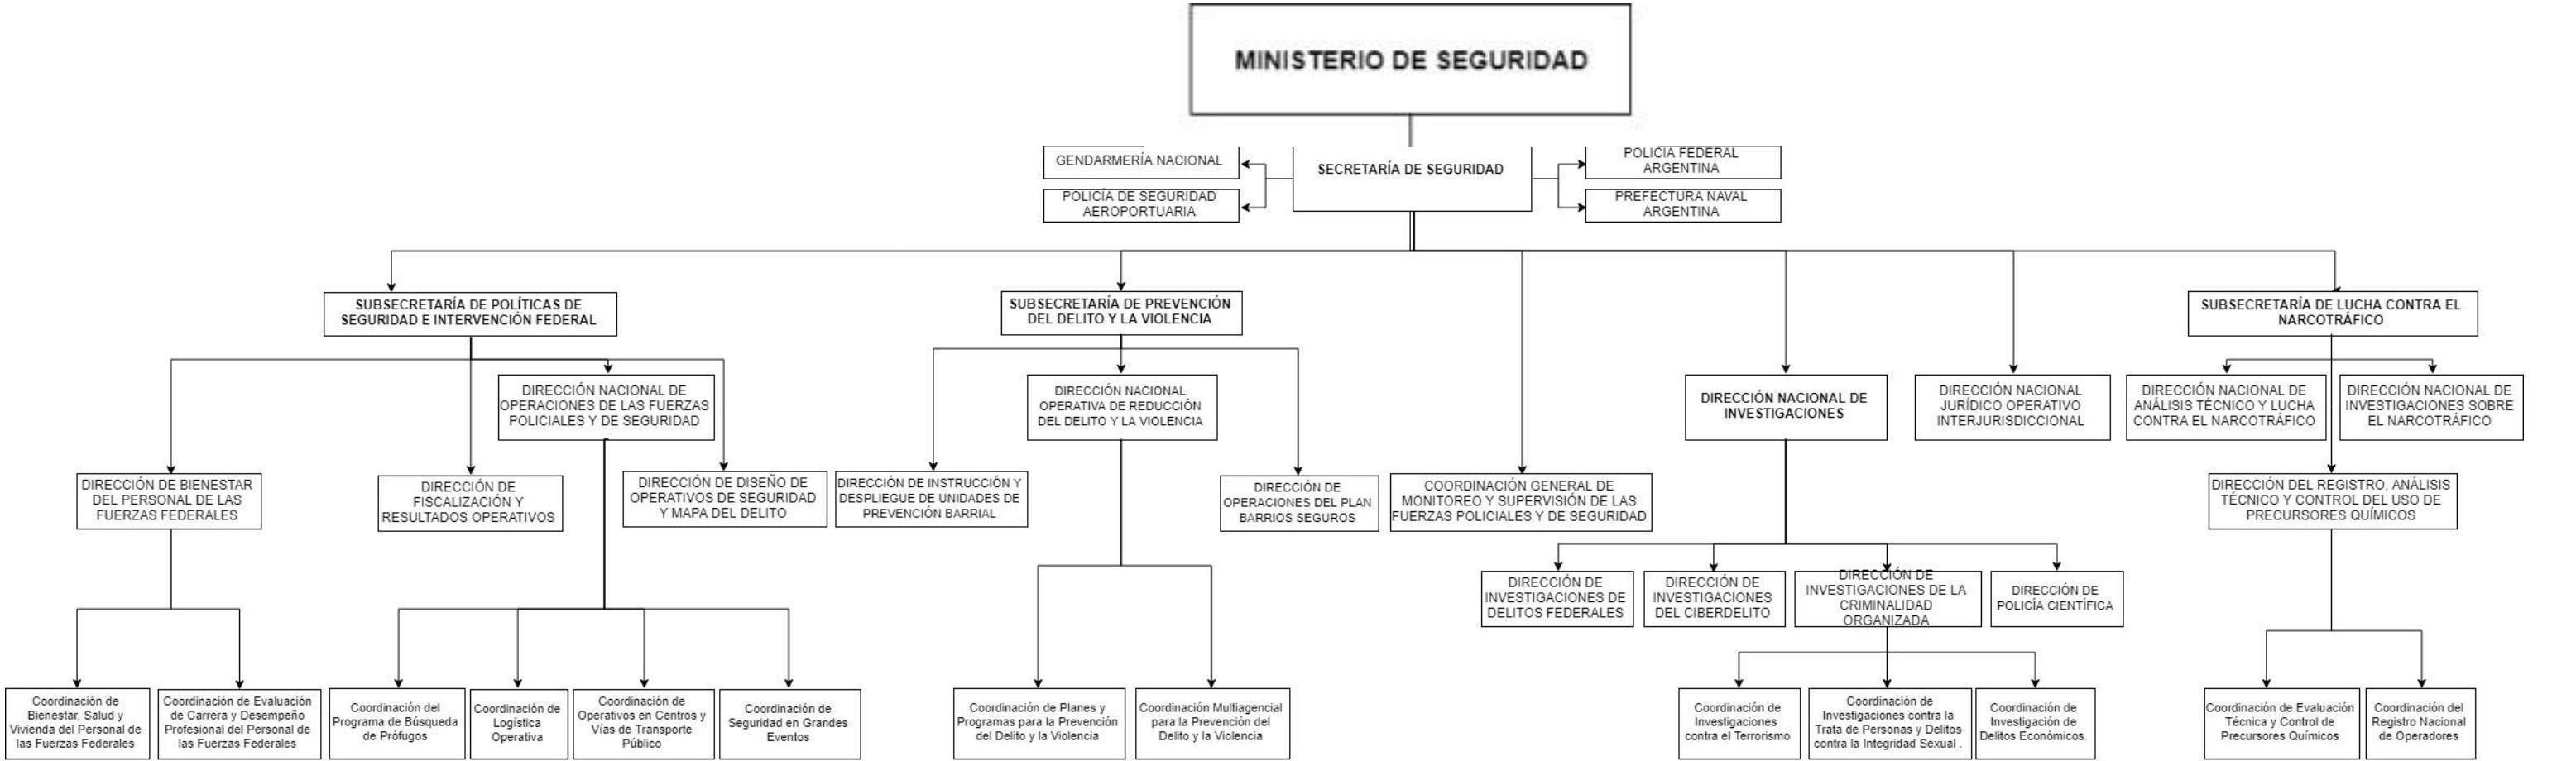 MINISTERIO DE SEGURIDAD
GENDARMERÍA NACIONAL
POLICÍA DE SEGURIDAD
AEROPORTUARIA
SECRETARÍA DE SEGURIDAD
POLICÍA FEDERAL
ARGENTINA
PREFECTURA NAVAL
ARGENTINA
SUBSECRETARÍA DE POLÍTICAS DE
SEGURIDAD E INTERVENCIÓN FEDERAL
SUBSECRETARÍA DE PREVENCIÓN
DEL DELITO Y LA VIOLENCIA
SUBSECRETARÍA DE LUCHA CONTRA EL
NARCOTRÁFICO
DIRECCIÓN NACIONAL DE
OPERACIONES DE LAS FUERZAS
POLICIALES Y DE SEGURIDAD
DIRECCIÓN NACIONAL
OPERATIVA DE REDUCCIÓN
DEL DELITO Y LA VIOLENCIA
DIRECCIÓN NACIONAL DE
INVESTIGACIONES
DIRECCIÓN NACIONAL
JURÍDICO OPERATIVO
INTERJURISDICCIONAL
DIRECCIÓN NACIONAL DE
ANÁLISIS TÉCNICO Y LUCHA
CONTRA EL NARCOTRÁFICO
DIRECCIÓN NACIONAL DE
INVESTIGACIONES SOBRE
EL NARCOTRÁFICO
DIRECCIÓN DE BIENESTAR
DEL PERSONAL DE LAS
FUERZAS FEDERALES
DIRECCIÓN DE
FISCALIZACIÓN Y
RESULTADOS OPERATIVOS
DIRECCIÓN DE DISEÑO DE
OPERATIVOS DE SEGURIDAD
Y MAPA DEL DELITO
DIRECCIÓN DE INSTRUCCIÓN Y
DESPLIEGUE DE UNIDADES DE
PREVENCIÓN BARRIAL
DIRECCIÓN DE
OPERACIONES DEL PLAN
BARRIOS SEGUROS
COORDINACIÓN GENERAL DE
MONITOREO Y SUPERVISIÓN DE LAS
FUERZAS POLICIALES Y DE SEGURIDAD
DIRECCIÓN DEL REGISTRO, ANÁLISIS
TÉCNICO Y CONTROL DEL USO DE
PRECURSORES QUÍMICOS
DIRECCIÓN DE
INVESTIGACIONES DE
DELITOS FEDERALES
DIRECCIÓN DE
INVESTIGACIONES
DEL CIBERDELITO
DIRECCIÓN DE
INVESTIGACIONES DE LA
CRIMINALIDAD
ORGANIZADA
DIRECCIÓN DE
POLICÍA CIENTÍFICA
Coordinación de
Bienestar, Salud y
Vivienda del Personal de
las Fuerzas Federales
Coordinación de Evaluación
de Carrera y Desempeño
Profesional del Personal de
las Fuerzas Federales
Coordinación del
Programa de Búsqueda
de Prófugos
Coordinación de
Logística
Operativa
Coordinación de
Operativos en Centros y
Vías de Transporte
Público
Coordinación de
Seguridad en Grandes
Eventos
Coordinación de Planes y
Programas para la Prevención
del Delito y la Violencia
Coordinación Multiagencial
para la Prevención del
Delito y la Violencia
Coordinación de
Investigaciones
contra el Terrorismo
Coordinación de
Investigaciones contra la
Trata de Personas y Delitos
contra la Integridad Sexual .
Coordinación de
Investigación de
Delitos Económicos.
Coordinación de Evaluación
Técnica y Control de
Precursores Químicos
Coordinación del
Registro Nacional
de Operadores